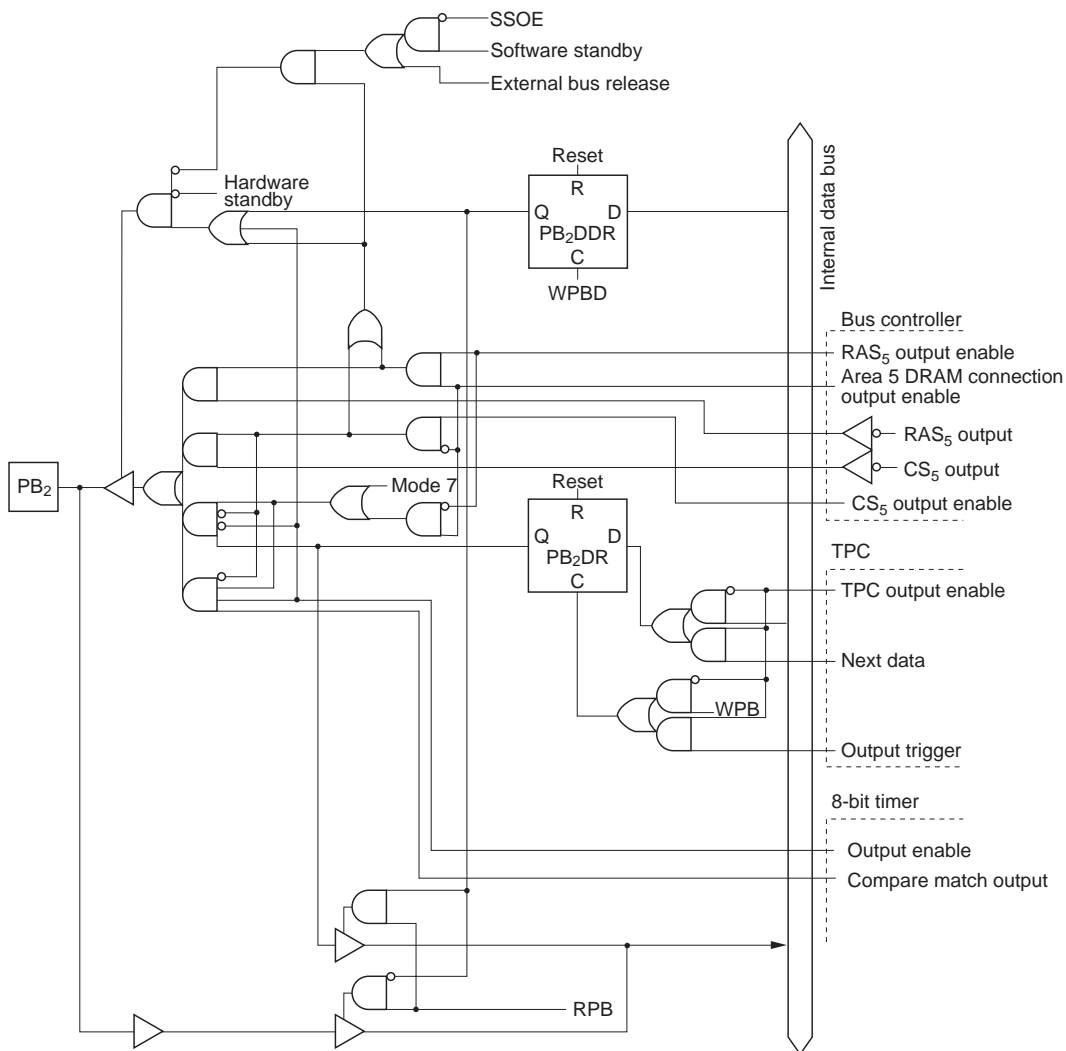 SSOE
Software standby
External bus release
Hardware
standby
Reset
R
Q D
PB₂DDR
C
WPBD
Internal data bus
Bus controller
RAS₅ output enable
Area 5 DRAM connection
output enable
RAS₅ output
CS₅ output
CS₅ output enable
PB₂
Mode 7
Reset
R
Q D
PB₂DR
C
TPC
TPC output enable
Next data
WPB
Output trigger
8-bit timer
Output enable
Compare match output
RPB